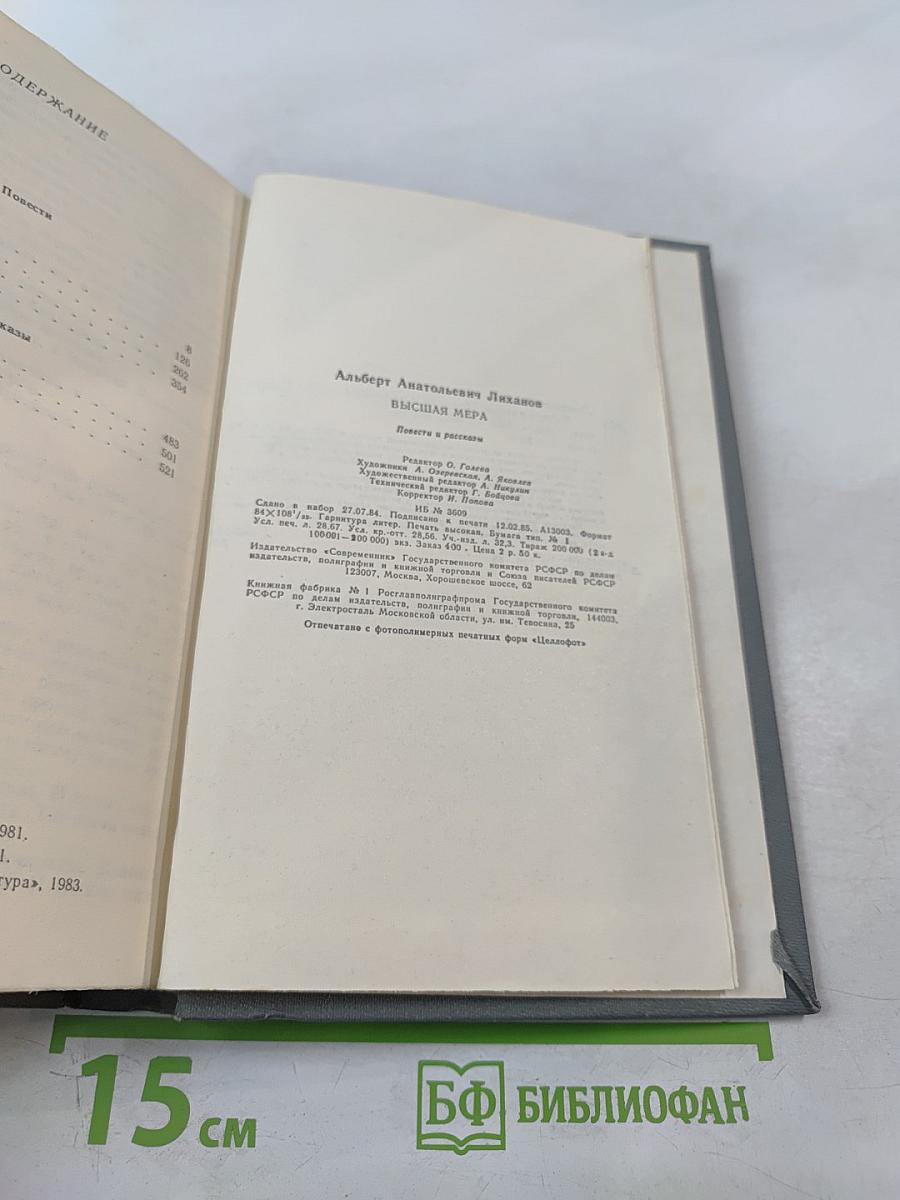 ОДЕРЖАНИЕ
Повести
8
126
262
354
казы
483
501
521
981.
1.
тура», 1983.
Альберт Анатольевич Лиханов
ВЫСШАЯ МЕРА
Повести и рассказы
Редактор О. Голева
Художники А. Озеревская, А. Яковлев
Художественный редактор А. Никулин
Технический редактор Г. Бойцова
Корректор И. Попова
ИБ № 3609
Сдано в набор 27.07.84. Подписано к печати 12.02.85. А13003. Формат
84×108¹/₃₂. Гарнитура литер. Печать высокая. Бумага тип. № 1
Усл. печ. л. 28.67. Усл. кр.-отт. 28,56. Уч.-изд. л. 32,3. Тираж 200 000 (2 з-д
100 001—200 000) экз. Заказ 400. Цена 2 р. 50 к.
Издательство «Современник» Государственного комитета РСФСР по делам
издательств, полиграфии и книжной торговли и Союза писателей РСФСР
123007, Москва, Хорошевское шоссе, 62
Книжная фабрика № 1 Росглавполиграфпрома Государственного комитета
РСФСР по делам издательств, полиграфии и книжной торговли, 144003.
г. Электросталь Московской области, ул. им. Тевосяна, 25
Отпечатано с фотополимерных печатных форм «Целлофот»
15 см
БФ БИБЛИОФАН